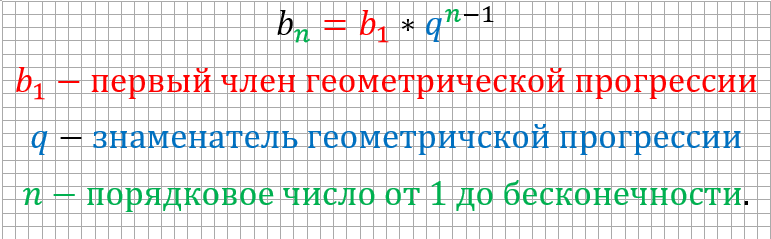 bₙ = b₁ * qⁿ⁻¹
b₁ − первый член геометрической прогрессии
q − знаменатель геометричской прогрессии
n − порядковое число от 1 до бесконечности.